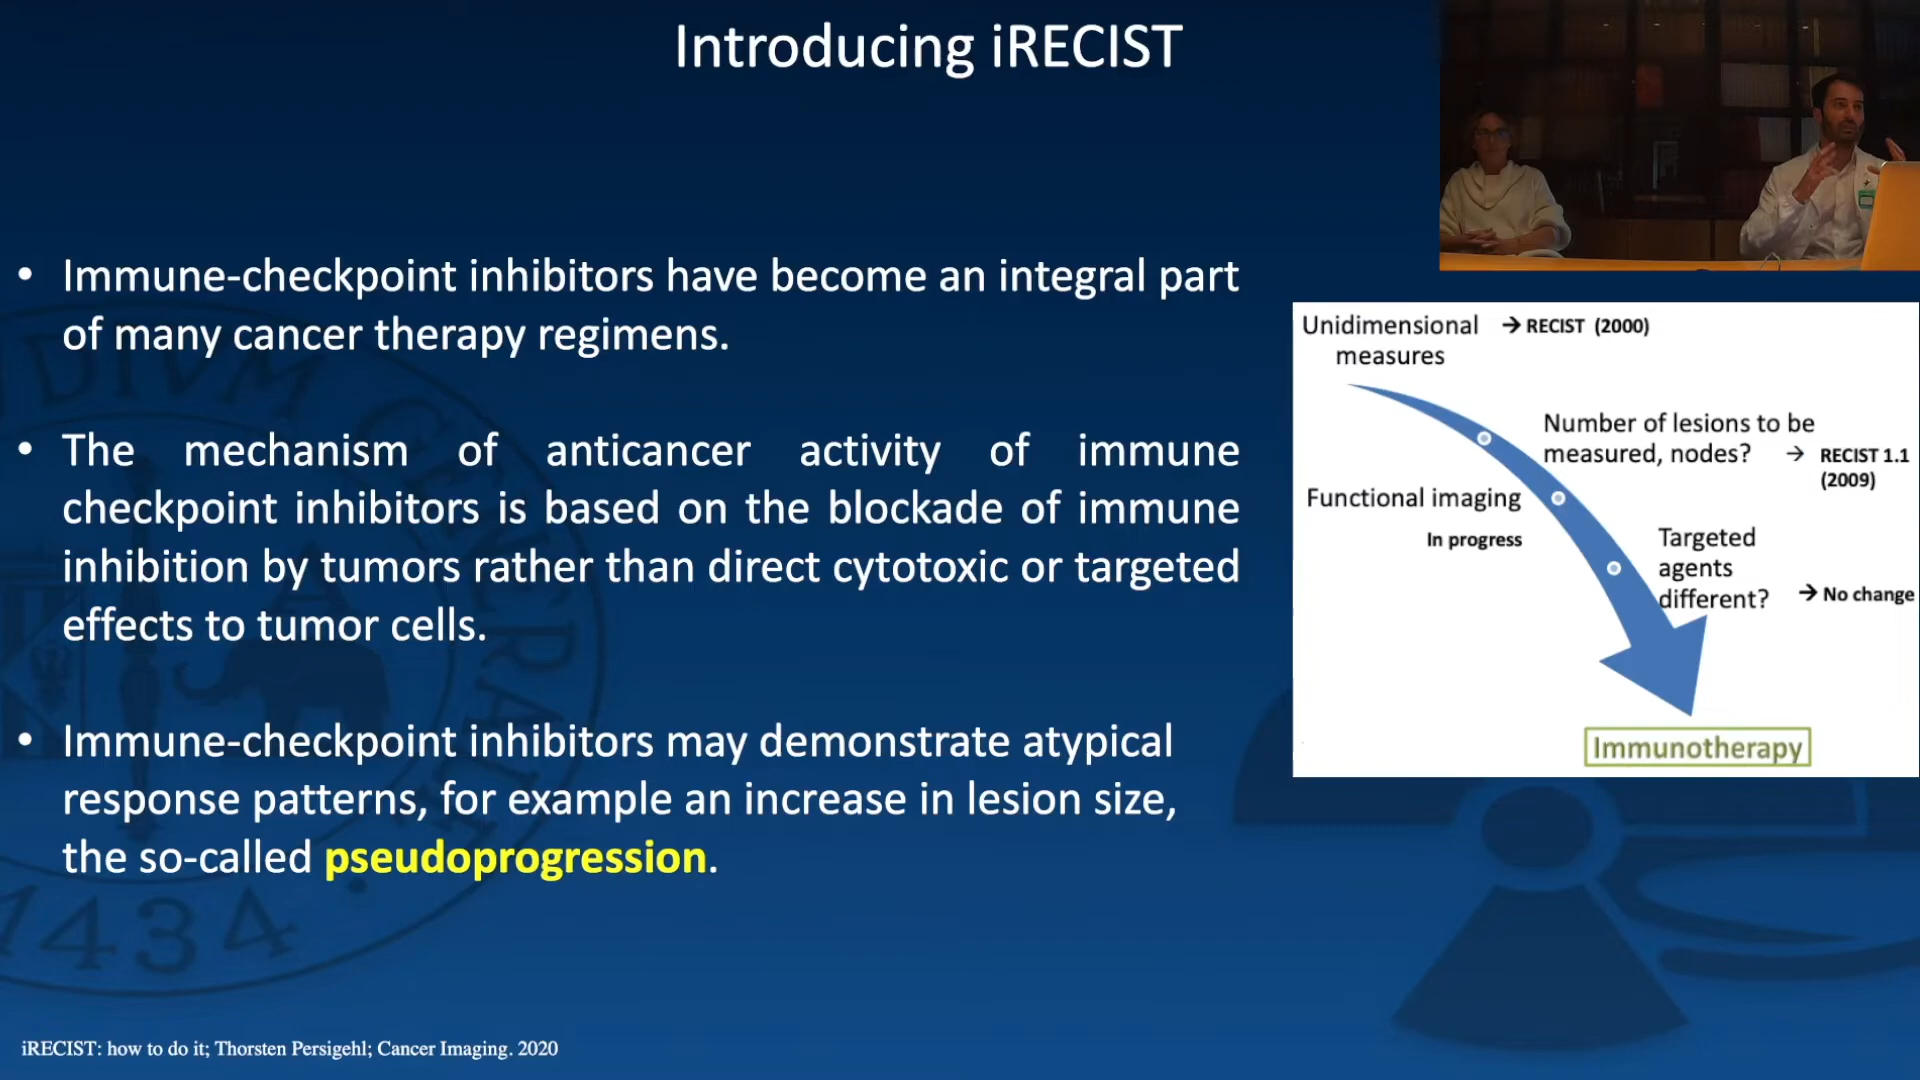 Introducing iRECIST
• Immune-checkpoint inhibitors have become an integral part
of many cancer therapy regimens.
• The mechanism of anticancer activity of immune
checkpoint inhibitors is based on the blockade of immune
inhibition by tumors rather than direct cytotoxic or targeted
effects to tumor cells.
• Immune-checkpoint inhibitors may demonstrate atypical
response patterns, for example an increase in lesion size,
the so-called pseudoprogression.
Unidimensional → RECIST (2000)
measures
Number of lesions to be
measured, nodes? → RECIST 1.1
(2009)
Functional imaging
In progress
Targeted
agents
different? → No change
Immunotherapy
1434
iRECIST: how to do it; Thorsten Persigehl; Cancer Imaging. 2020